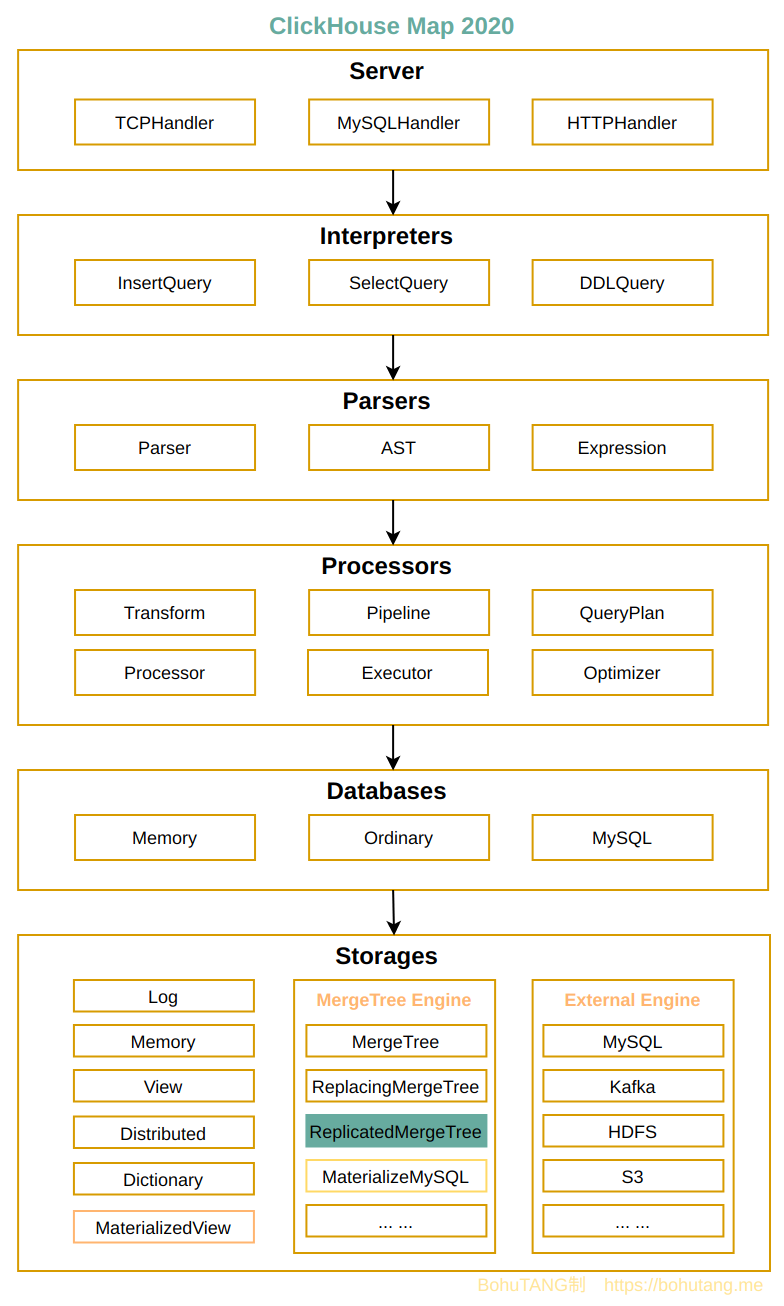 ClickHouse Map 2020
Server
TCPHandler
MySQLHandler
HTTPHandler
Interpreters
InsertQuery
SelectQuery
DDLQuery
Parsers
Parser
AST
Expression
Processors
Transform
Pipeline
QueryPlan
Processor
Executor
Optimizer
Databases
Memory
Ordinary
MySQL
Storages
Log
Memory
View
Distributed
Dictionary
MaterializedView
MergeTree Engine
MergeTree
ReplacingMergeTree
ReplicatedMergeTree
MaterializeMySQL
... ...
External Engine
MySQL
Kafka
HDFS
S3
... ...
BohuTANG制 https://bohutang.me